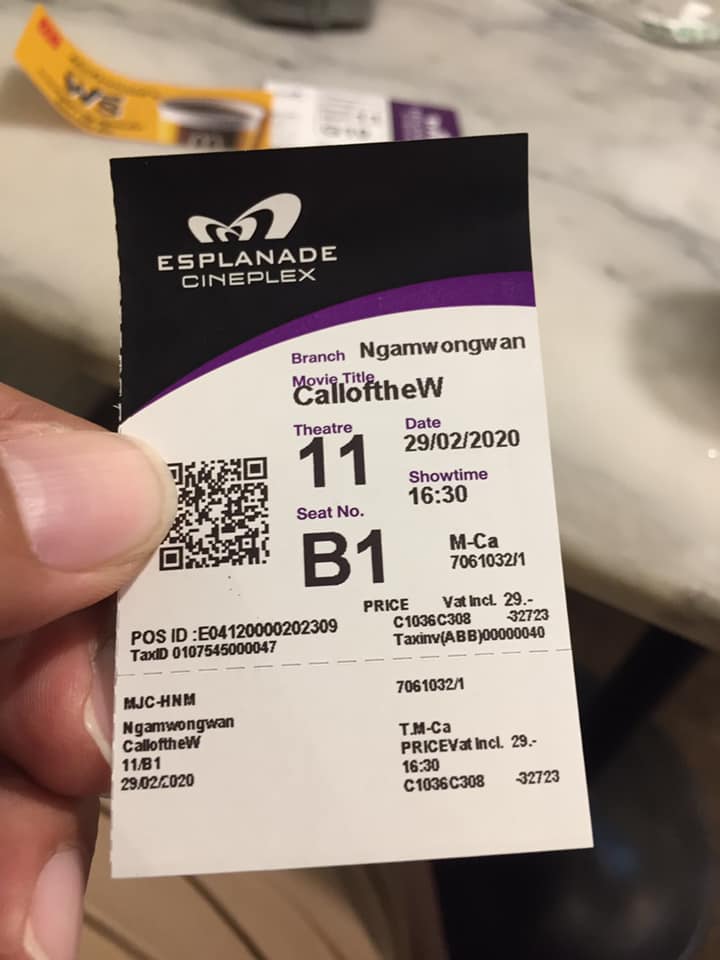 ESPLANADE
CINEPLEX
Branch Ngamwongwan
Movie Title
CalloftheW
Theatre Date
11 29/02/2020
Showtime
16:30
Seat No.
B1
M-Ca
7061032/1
PRICE Vat Incl. 29.-
C1036C308 -32723
POS ID :E04120000202309
Taxinv(ABB)00000040
TaxID 0107545000047
7061032/1
MJC-HNM
Ngamwongwan
T.M-Ca
CalloftheW
PRICEVat Incl. 29.-
11/B1
16:30
29/02/2020
C1036C308 -32723